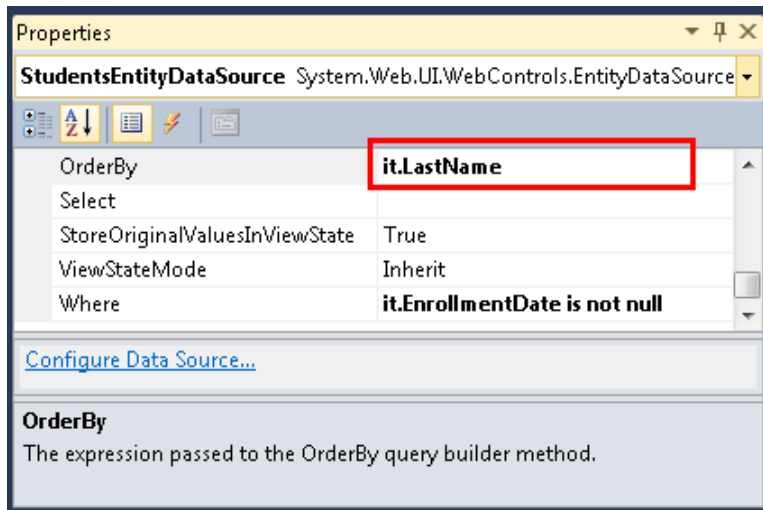 Properties
StudentsEntityDataSource System.Web.UI.WebControls.EntityDataSource
OrderBy it.LastName
Select
StoreOriginalValuesInViewState True
ViewStateMode Inherit
Where it.EnrollmentDate is not null
Configure Data Source...
OrderBy
The expression passed to the OrderBy query builder method.